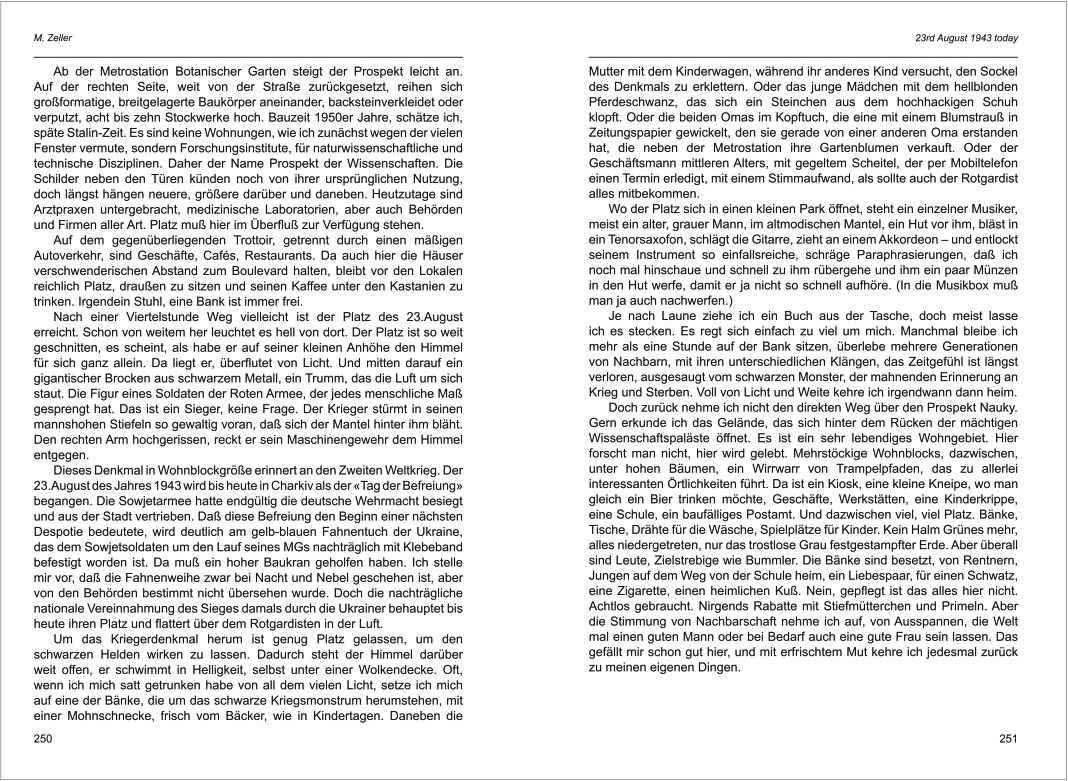 M. Zeller
Ab der Metrostation Botanischer Garten steigt der Prospekt leicht an.
Auf der rechten Seite, weit von der Straße zurückgesetzt, reihen sich
großformatige, breitgelagerte Baukörper aneinander, backsteinverkleidet oder
verputzt, acht bis zehn Stockwerke hoch. Bauzeit 1950er Jahre, schätze ich,
späte Stalin-Zeit. Es sind keine Wohnungen, wie ich zunächst wegen der vielen
Fenster vermute, sondern Forschungsinstitute, für naturwissenschaftliche und
technische Disziplinen. Daher der Name Prospekt der Wissenschaften. Die
Schilder neben den Türen künden noch von ihrer ursprünglichen Nutzung,
doch längst hängen neuere, größere darüber und daneben. Heutzutage sind
Arztpraxen untergebracht, medizinische Laboratorien, aber auch Behörden
und Firmen aller Art. Platz muß hier im Überfluß zur Verfügung stehen.
Auf dem gegenüberliegenden Trottoir, getrennt durch einen mäßigen
Autoverkehr, sind Geschäfte, Cafés, Restaurants. Da auch hier die Häuser
verschwenderischen Abstand zum Boulevard halten, bleibt vor den Lokalen
reichlich Platz, draußen zu sitzen und seinen Kaffee unter den Kastanien zu
trinken. Irgendein Stuhl, eine Bank ist immer frei.
Nach einer Viertelstunde Weg vielleicht ist der Platz des 23.August
erreicht. Schon von weitem her leuchtet es hell von dort. Der Platz ist so weit
geschnitten, es scheint, als habe er auf seiner kleinen Anhöhe den Himmel
für sich ganz allein. Da liegt er, überflutet von Licht. Und mitten darauf ein
gigantischer Brocken aus schwarzem Metall, ein Trumm, das die Luft um sich
staut. Die Figur eines Soldaten der Roten Armee, der jedes menschliche Maß
gesprengt hat. Das ist ein Sieger, keine Frage. Der Krieger stürmt in seinen
mannshohen Stiefeln so gewaltig voran, daß sich der Mantel hinter ihm bläht.
Den rechten Arm hochgerissen, reckt er sein Maschinengewehr dem Himmel
entgegen.
Dieses Denkmal in Wohnblockgröße erinnert an den Zweiten Weltkrieg. Der
23.August des Jahres 1943 wird bis heute in Charkiv als der «Tag der Befreiung»
begangen. Die Sowjetarmee hatte endgültig die deutsche Wehrmacht besiegt
und aus der Stadt vertrieben. Daß diese Befreiung den Beginn einer nächsten
Despotie bedeutete, wird deutlich am gelb-blauen Fahnentuch der Ukraine,
das dem Sowjetsoldaten um den Lauf seines MGs nachträglich mit Klebeband
befestigt worden ist. Da muß ein hoher Baukran geholfen haben. Ich stelle
mir vor, daß die Fahnenweihe zwar bei Nacht und Nebel geschehen ist, aber
von den Behörden bestimmt nicht übersehen wurde. Doch die nachträgliche
nationale Vereinnahmung des Sieges damals durch die Ukrainer behauptet bis
heute ihren Platz und flattert über dem Rotgardisten in der Luft.
Um das Kriegerdenkmal herum ist genug Platz gelassen, um den
schwarzen Helden wirken zu lassen. Dadurch steht der Himmel darüber
weit offen, er schwimmt in Helligkeit, selbst unter einer Wolkendecke. Oft,
wenn ich mich satt getrunken habe von all dem vielen Licht, setze ich mich
auf eine der Bänke, die um das schwarze Kriegsmonstrum herumstehen, mit
einer Mohnschnecke, frisch vom Bäcker, wie in Kindertagen. Daneben die
250
23rd August 1943 today
Mutter mit dem Kinderwagen, während ihr anderes Kind versucht, den Sockel
des Denkmals zu erklettern. Oder das junge Mädchen mit dem hellblonden
Pferdeschwanz, das sich ein Steinchen aus dem hochhackigen Schuh
klopft. Oder die beiden Omas im Kopftuch, die eine mit einem Blumstrauß in
Zeitungspapier gewickelt, den sie gerade von einer anderen Oma erstanden
hat, die neben der Metrostation ihre Gartenblumen verkauft. Oder der
Geschäftsmann mittleren Alters, mit gegeltem Scheitel, der per Mobiltelefon
einen Termin erledigt, mit einem Stimmaufwand, als sollte auch der Rotgardist
alles mitbekommen.
Wo der Platz sich in einen kleinen Park öffnet, steht ein einzelner Musiker,
meist ein alter, grauer Mann, im altmodischen Mantel, ein Hut vor ihm, bläst in
ein Tenorsaxofon, schlägt die Gitarre, zieht an einem Akkordeon – und entlockt
seinem Instrument so einfallsreiche, schräge Paraphrasierungen, daß ich
noch mal hinschaue und schnell zu ihm rübergehe und ihm ein paar Münzen
in den Hut werfe, damit er ja nicht so schnell aufhöre. (In die Musikbox muß
man ja auch nachwerfen.)
Je nach Laune ziehe ich ein Buch aus der Tasche, doch meist lasse
ich es stecken. Es regt sich einfach zu viel um mich. Manchmal bleibe ich
mehr als eine Stunde auf der Bank sitzen, überlebe mehrere Generationen
von Nachbarn, mit ihren unterschiedlichen Klängen, das Zeitgefühl ist längst
verloren, ausgesaugt vom schwarzen Monster, der mahnenden Erinnerung an
Krieg und Sterben. Voll von Licht und Weite kehre ich irgendwann dann heim.
Doch zurück nehme ich nicht den direkten Weg über den Prospekt Nauky.
Gern erkunde ich das Gelände, das sich hinter dem Rücken der mächtigen
Wissenschaftspaläste öffnet. Es ist ein sehr lebendiges Wohngebiet. Hier
forscht man nicht, hier wird gelebt. Mehrstöckige Wohnblocks, dazwischen,
unter hohen Bäumen, ein Wirrwarr von Trampelpfaden, das zu allerlei
interessanten Örtlichkeiten führt. Da ist ein Kiosk, eine kleine Kneipe, wo man
gleich ein Bier trinken möchte, Geschäfte, Werkstätten, eine Kinderkrippe,
eine Schule, ein baufälliges Postamt. Und dazwischen viel, viel Platz. Bänke,
Tische, Drähte für die Wäsche, Spielplätze für Kinder. Kein Halm Grünes mehr,
alles niedergetreten, nur das trostlose Grau festgestampfter Erde. Aber überall
sind Leute, Zielstrebige wie Bummler. Die Bänke sind besetzt, von Rentnern,
Jungen auf dem Weg von der Schule heim, ein Liebespaar, für einen Schwatz,
eine Zigarette, einen heimlichen Kuß. Nein, gepflegt ist das alles hier nicht.
Achtlos gebraucht. Nirgends Rabatte mit Stiefmütterchen und Primeln. Aber
die Stimmung von Nachbarschaft nehme ich auf, von Ausspannen, die Welt
mal einen guten Mann oder bei Bedarf auch eine gute Frau sein lassen. Das
gefällt mir schon gut hier, und mit erfrischtem Mut kehre ich jedesmal zurück
zu meinen eigenen Dingen.
251